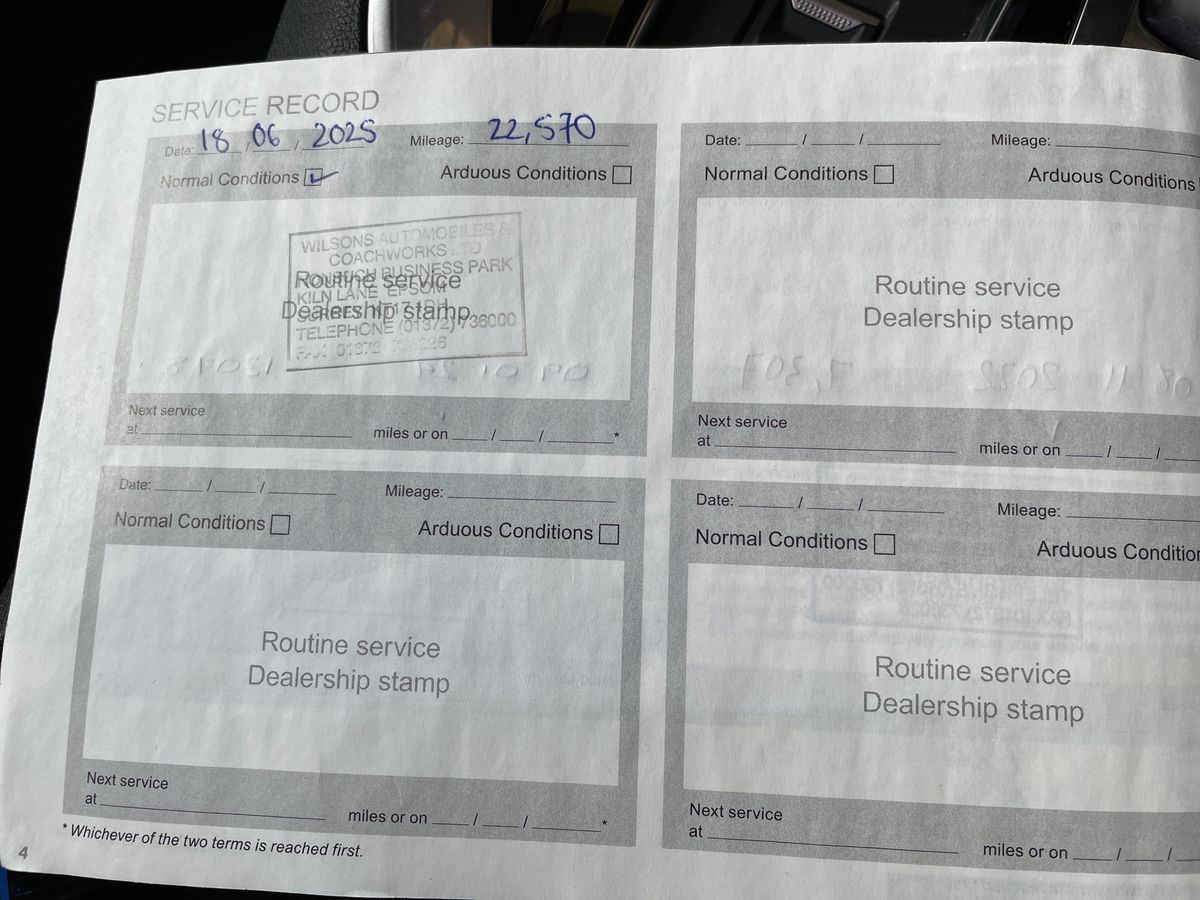 SERVICE RECORD
Date: 18 / 06 / 2025 Mileage: 22,570
Normal Conditions Arduous Conditions
WILSONS AUTOMOBILES &
COACHWORKS LTD
BUSINESS PARK
Routine service
KILN LANE EPSOM
Dealership stamp
TELEPHONE (01372) 736000
Next service
at miles or on / / *
Date: / / Mileage:
Normal Conditions Arduous Conditions
Routine service
Dealership stamp
Next service
at miles or on / /
Date: / / Mileage:
Normal Conditions Arduous Conditions
Routine service
Dealership stamp
Next service
at miles or on / / *
Date: / / Mileage:
Normal Conditions Arduous Condition
Routine service
Dealership stamp
Next service
at miles or on / /
* Whichever of the two terms is reached first.
4